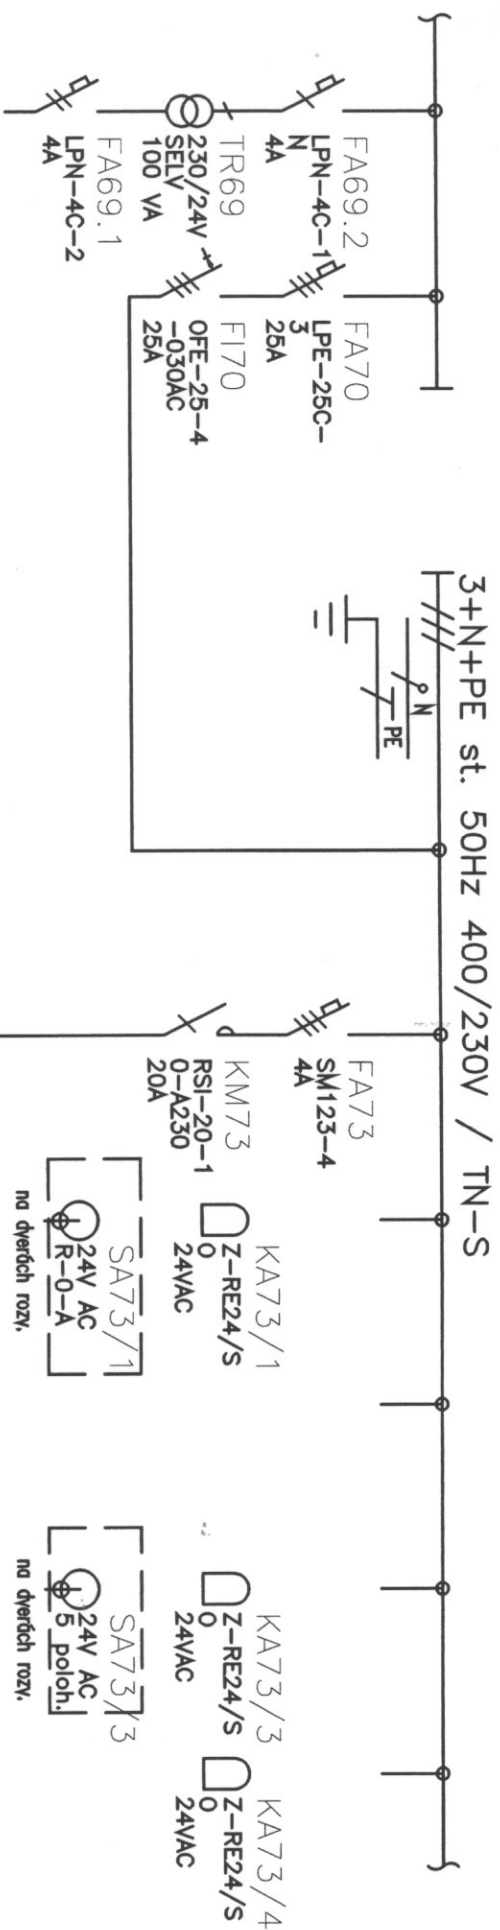 3+N+PE st. 50Hz 400/230V / TN-S
N
PE
FA69.2
LPN-4C-1
N
4A
TR69
230/24V
SELV
100 VA
FA69.1
LPN-4C-2
4A
FA70
LPE-25C-
3
25A
FI70
OFE-25-4
-030AC
25A
FA73
SM123-4
4A
KM73
RSI-20-1
0-A230
20A
KA73/1
Z-RE24/S
O
24VAC
SA73/1
24V AC
R-0-A
na dverách rozv.
KA73/3
Z-RE24/S
O
24VAC
SA73/3
24V AC
5 poloh.
na dverách rozv.
KA73/4
Z-RE24/S
O
24VAC